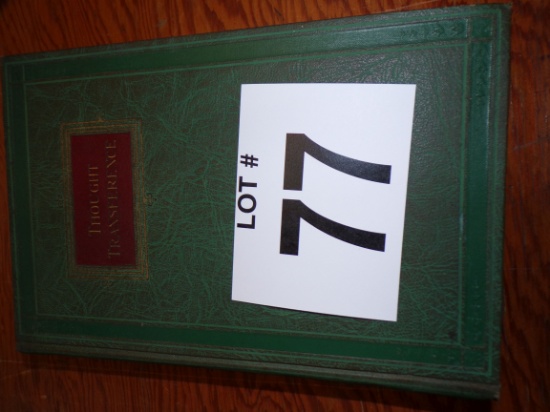 THOUGHT
TRANSFERENCE
LOT #
77